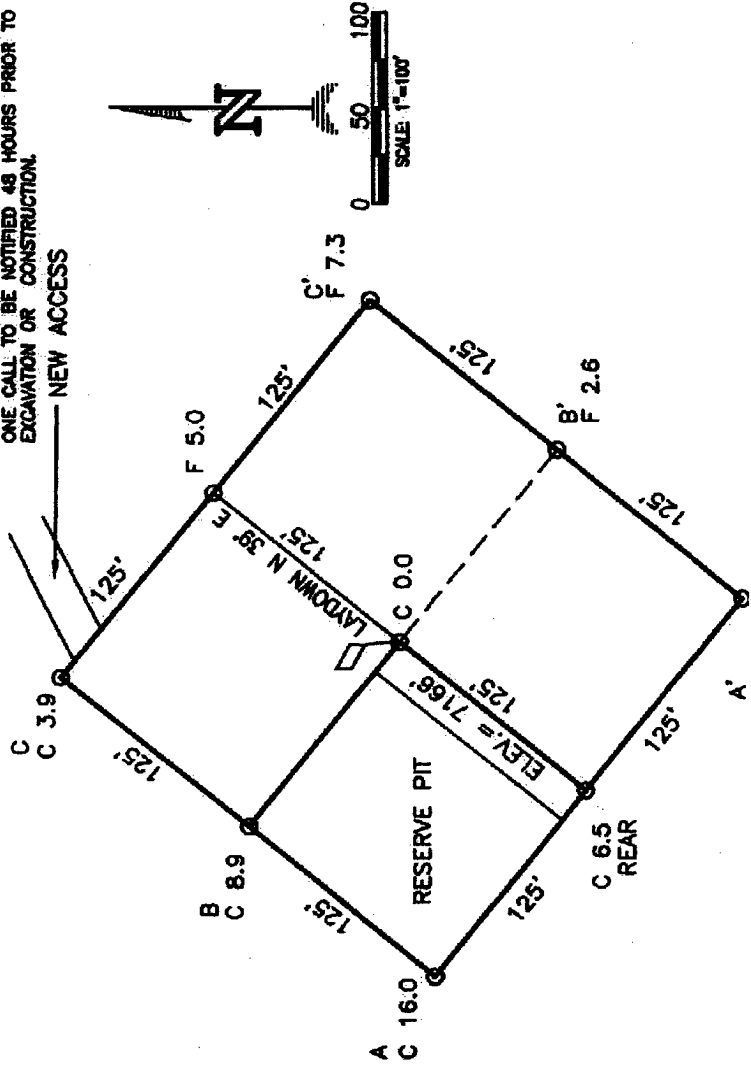 ONE CALL TO BE NOTIFIED 48 HOURS PRIOR TO
EXCAVATION OR CONSTRUCTION.
NEW ACCESS
N
0 50 100
SCALE: 1"=100'
C
C 3.9
125'
F 5.0
125'
C'
F 7.3
125'
B
C 8.9
LAYDOWN N 39° E
125'
C 0.0
125'
B'
F 2.6
125'
RESERVE PIT
ELEV.= 7166'
125'
125'
A
C 16.0
125'
C 6.5
REAR
125'
A'